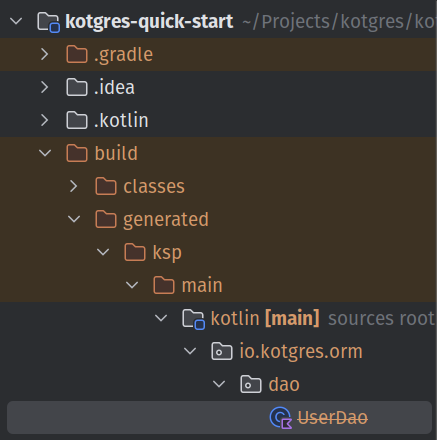 kotgres-quick-start ~/Projects/kotgres/
.gradle
.idea
.kotlin
build
classes
generated
ksp
main
kotlin [main] sources root
io.kotgres.orm
dao
UserDao